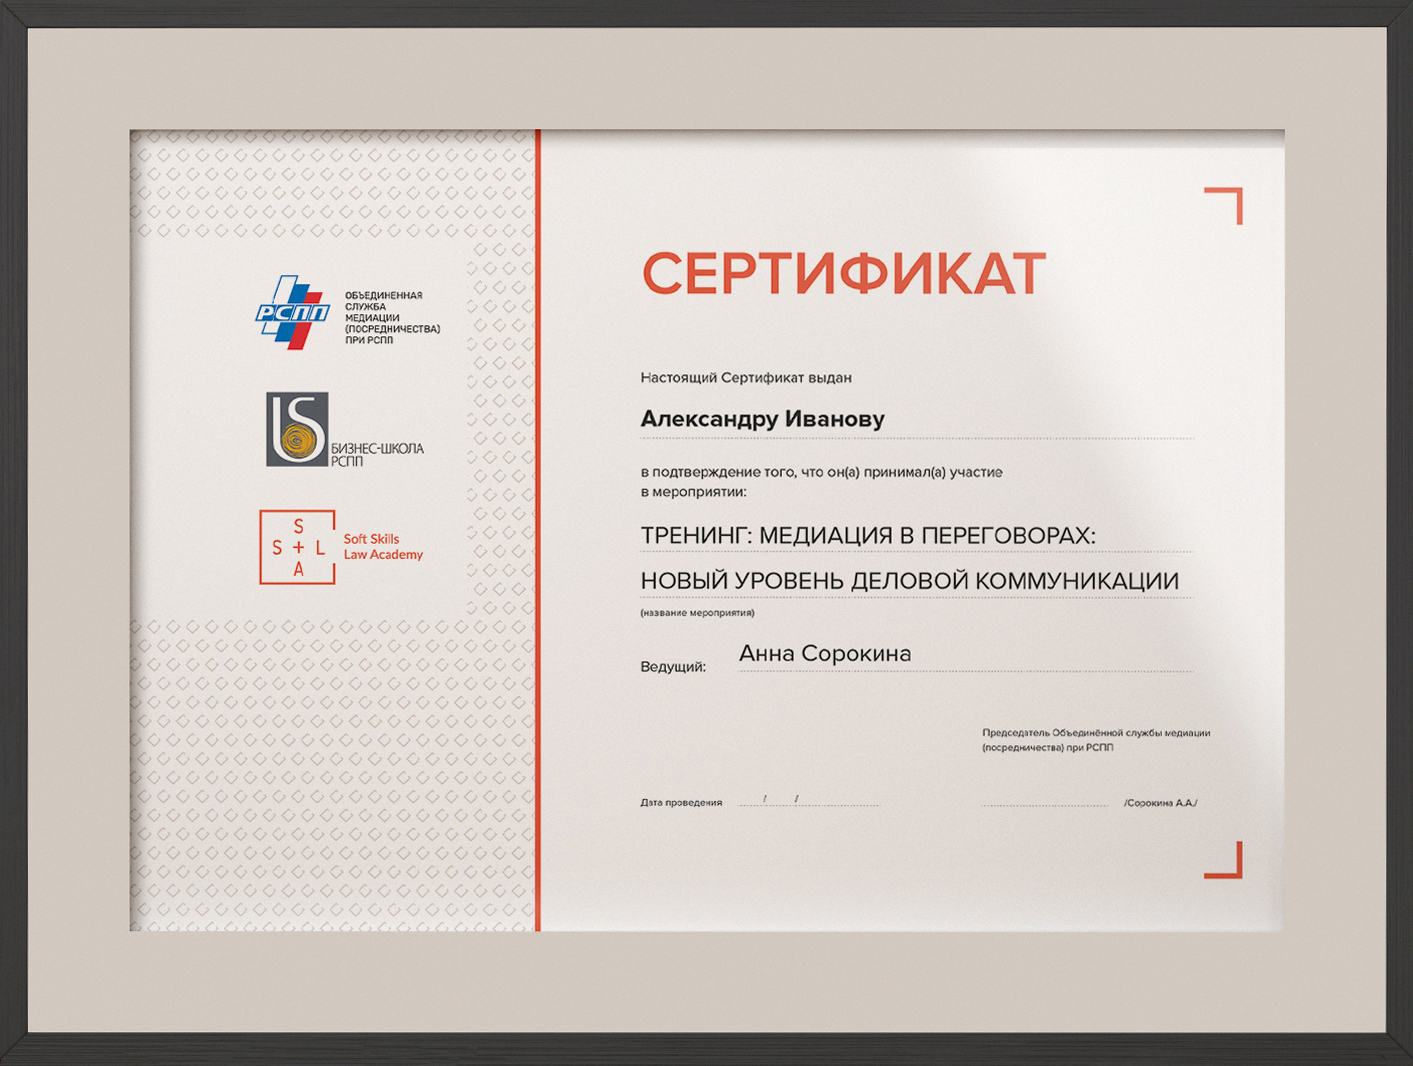 РСПП
ОБЪЕДИНЕННАЯ
СЛУЖБА
МЕДИАЦИИ
(ПОСРЕДНИЧЕСТВА)
ПРИ РСПП
БИЗНЕС-ШКОЛА
РСПП
S
S + L
A
Soft Skills
Law Academy
СЕРТИФИКАТ
Настоящий Сертификат выдан
Александру Иванову
в подтверждение того, что он(а) принимал(а) участие
в мероприятии:
ТРЕНИНГ: МЕДИАЦИЯ В ПЕРЕГОВОРАХ:
НОВЫЙ УРОВЕНЬ ДЕЛОВОЙ КОММУНИКАЦИИ
(название мероприятия)
Ведущий: Анна Сорокина
Председатель Объединённой службы медиации
(посредничества) при РСПП
Дата проведения / /
/Сорокина А.А./